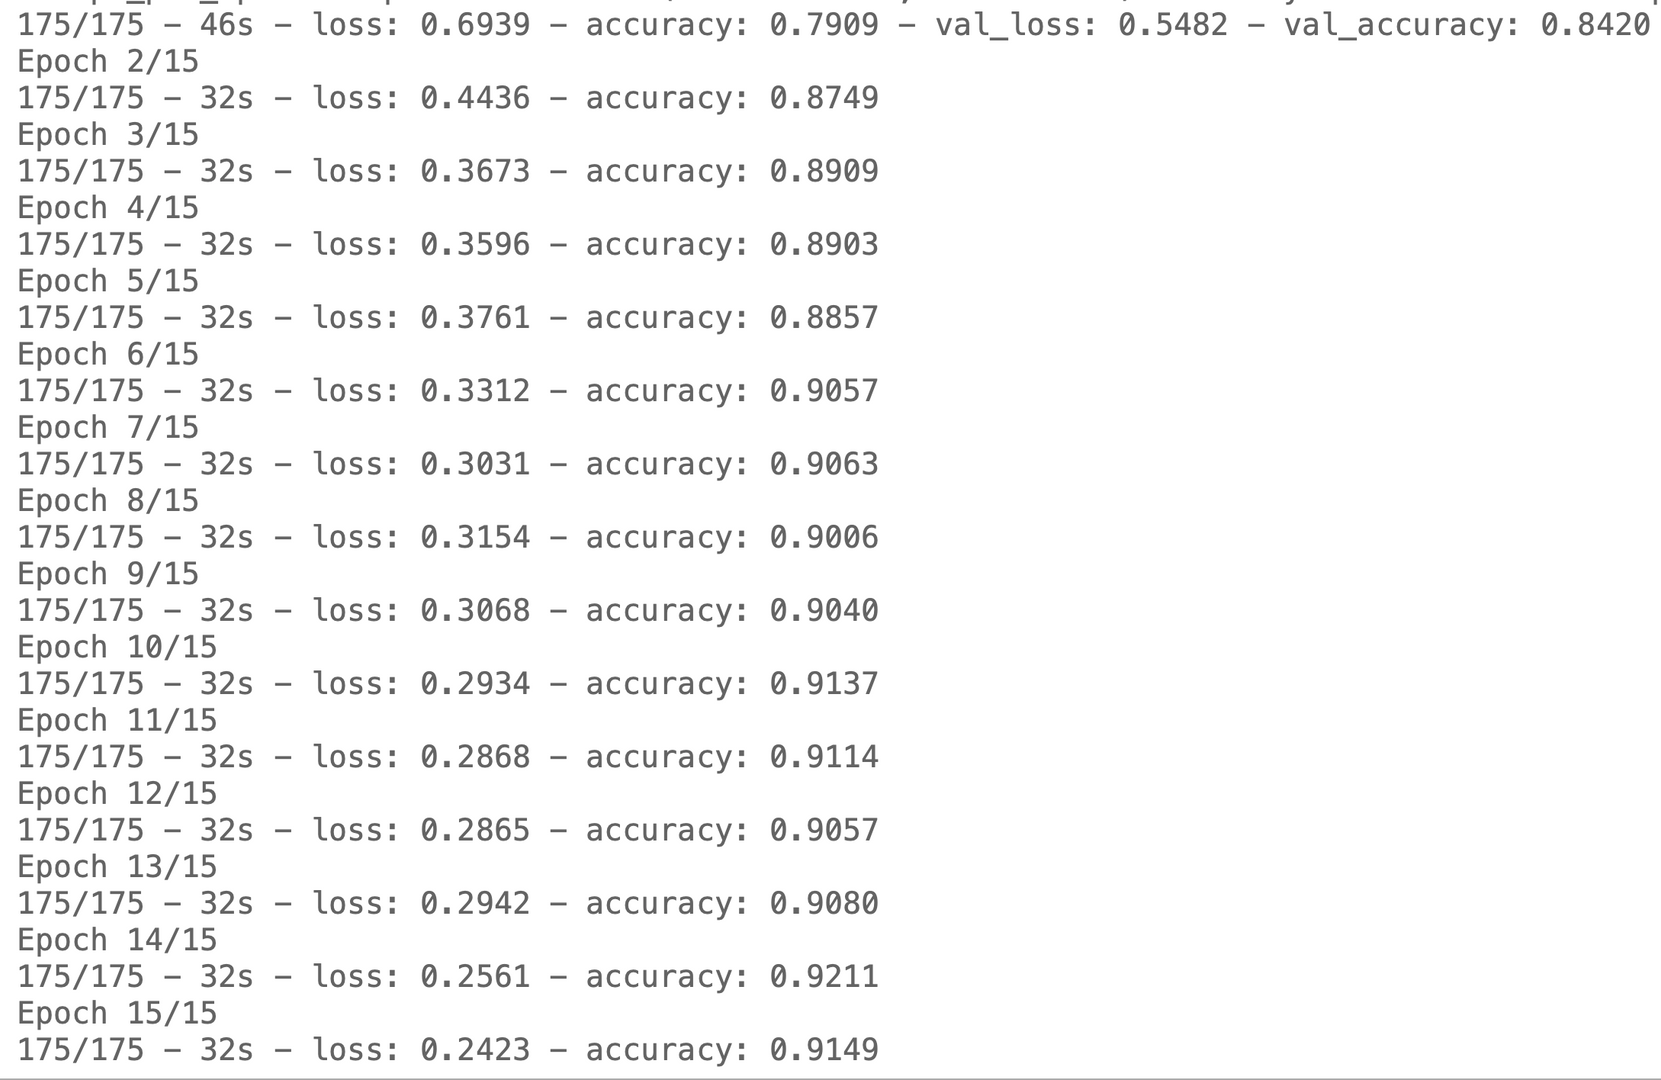 175/175 – 46s – loss: 0.6939 – accuracy: 0.7909 – val_loss: 0.5482 – val_accuracy: 0.8420
Epoch 2/15
175/175 – 32s – loss: 0.4436 – accuracy: 0.8749
Epoch 3/15
175/175 – 32s – loss: 0.3673 – accuracy: 0.8909
Epoch 4/15
175/175 – 32s – loss: 0.3596 – accuracy: 0.8903
Epoch 5/15
175/175 – 32s – loss: 0.3761 – accuracy: 0.8857
Epoch 6/15
175/175 – 32s – loss: 0.3312 – accuracy: 0.9057
Epoch 7/15
175/175 – 32s – loss: 0.3031 – accuracy: 0.9063
Epoch 8/15
175/175 – 32s – loss: 0.3154 – accuracy: 0.9006
Epoch 9/15
175/175 – 32s – loss: 0.3068 – accuracy: 0.9040
Epoch 10/15
175/175 – 32s – loss: 0.2934 – accuracy: 0.9137
Epoch 11/15
175/175 – 32s – loss: 0.2868 – accuracy: 0.9114
Epoch 12/15
175/175 – 32s – loss: 0.2865 – accuracy: 0.9057
Epoch 13/15
175/175 – 32s – loss: 0.2942 – accuracy: 0.9080
Epoch 14/15
175/175 – 32s – loss: 0.2561 – accuracy: 0.9211
Epoch 15/15
175/175 – 32s – loss: 0.2423 – accuracy: 0.9149